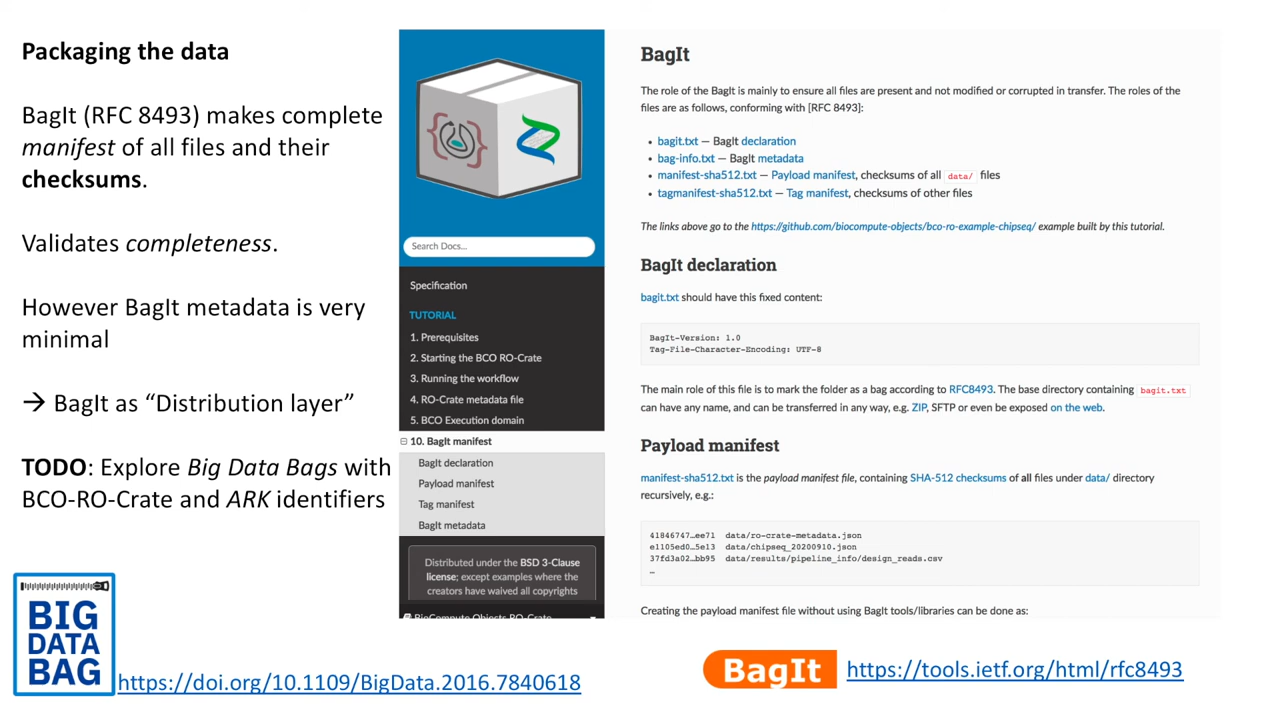 Packaging the data
BagIt (RFC 8493) makes complete
manifest of all files and their
checksums.
Validates completeness.
However BagIt metadata is very
minimal
→ BagIt as “Distribution layer”
TODO: Explore Big Data Bags with
BCO-RO-Crate and ARK identifiers
BIG
DATA
BAG
https://doi.org/10.1109/BigData.2016.7840618
Search Docs...
Specification
TUTORIAL
1. Prerequisites
2. Starting the BCO RO-Crate
3. Running the workflow
4. RO-Crate metadata file
5. BCO Execution domain
10. BagIt manifest
BagIt declaration
Payload manifest
Tag manifest
BagIt metadata
Distributed under the BSD 3-Clause
license; except examples where the
creators have waived all copyrights
BioCompute Objects RO-Crate
BagIt
The role of the BagIt is mainly to ensure all files are present and not modified or corrupted in transfer. The roles of the
files are as follows, conforming with [RFC 8493]:
• bagit.txt — BagIt declaration
• bag-info.txt — BagIt metadata
• manifest-sha512.txt — Payload manifest, checksums of all data/ files
• tagmanifest-sha512.txt — Tag manifest, checksums of other files
The links above go to the https://github.com/biocompute-objects/bco-ro-example-chipseq/ example built by this tutorial.
BagIt declaration
bagit.txt should have this fixed content:
BagIt-Version: 1.0
Tag-File-Character-Encoding: UTF-8
The main role of this file is to mark the folder as a bag according to RFC8493. The base directory containing bagit.txt
can have any name, and can be transferred in any way, e.g. ZIP, SFTP or even be exposed on the web.
Payload manifest
manifest-sha512.txt is the payload manifest file, containing SHA-512 checksums of all files under data/ directory
recursively, e.g.:
41846747…ee71 data/ro-crate-metadata.json
e1105ed0…5e13 data/chipseq_20200910.json
37fd3a02…bb95 data/results/pipeline_info/design_reads.csv
…
Creating the payload manifest file without using BagIt tools/libraries can be done as:
BagIt
https://tools.ietf.org/html/rfc8493